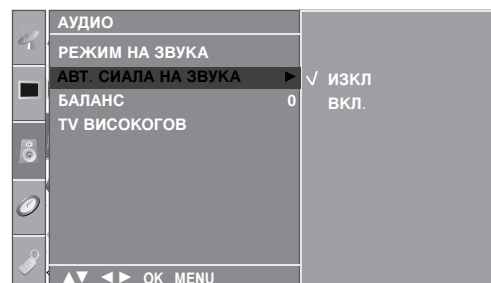 АУДИО
РЕЖИМ НА ЗВУКА
АВТ. СИАЛА НА ЗВУКА ► √ ИЗКЛ
БАЛАНС 0 ВКЛ.
TV ВИСОКОГОВ
▲▼ ◄► OK MENU